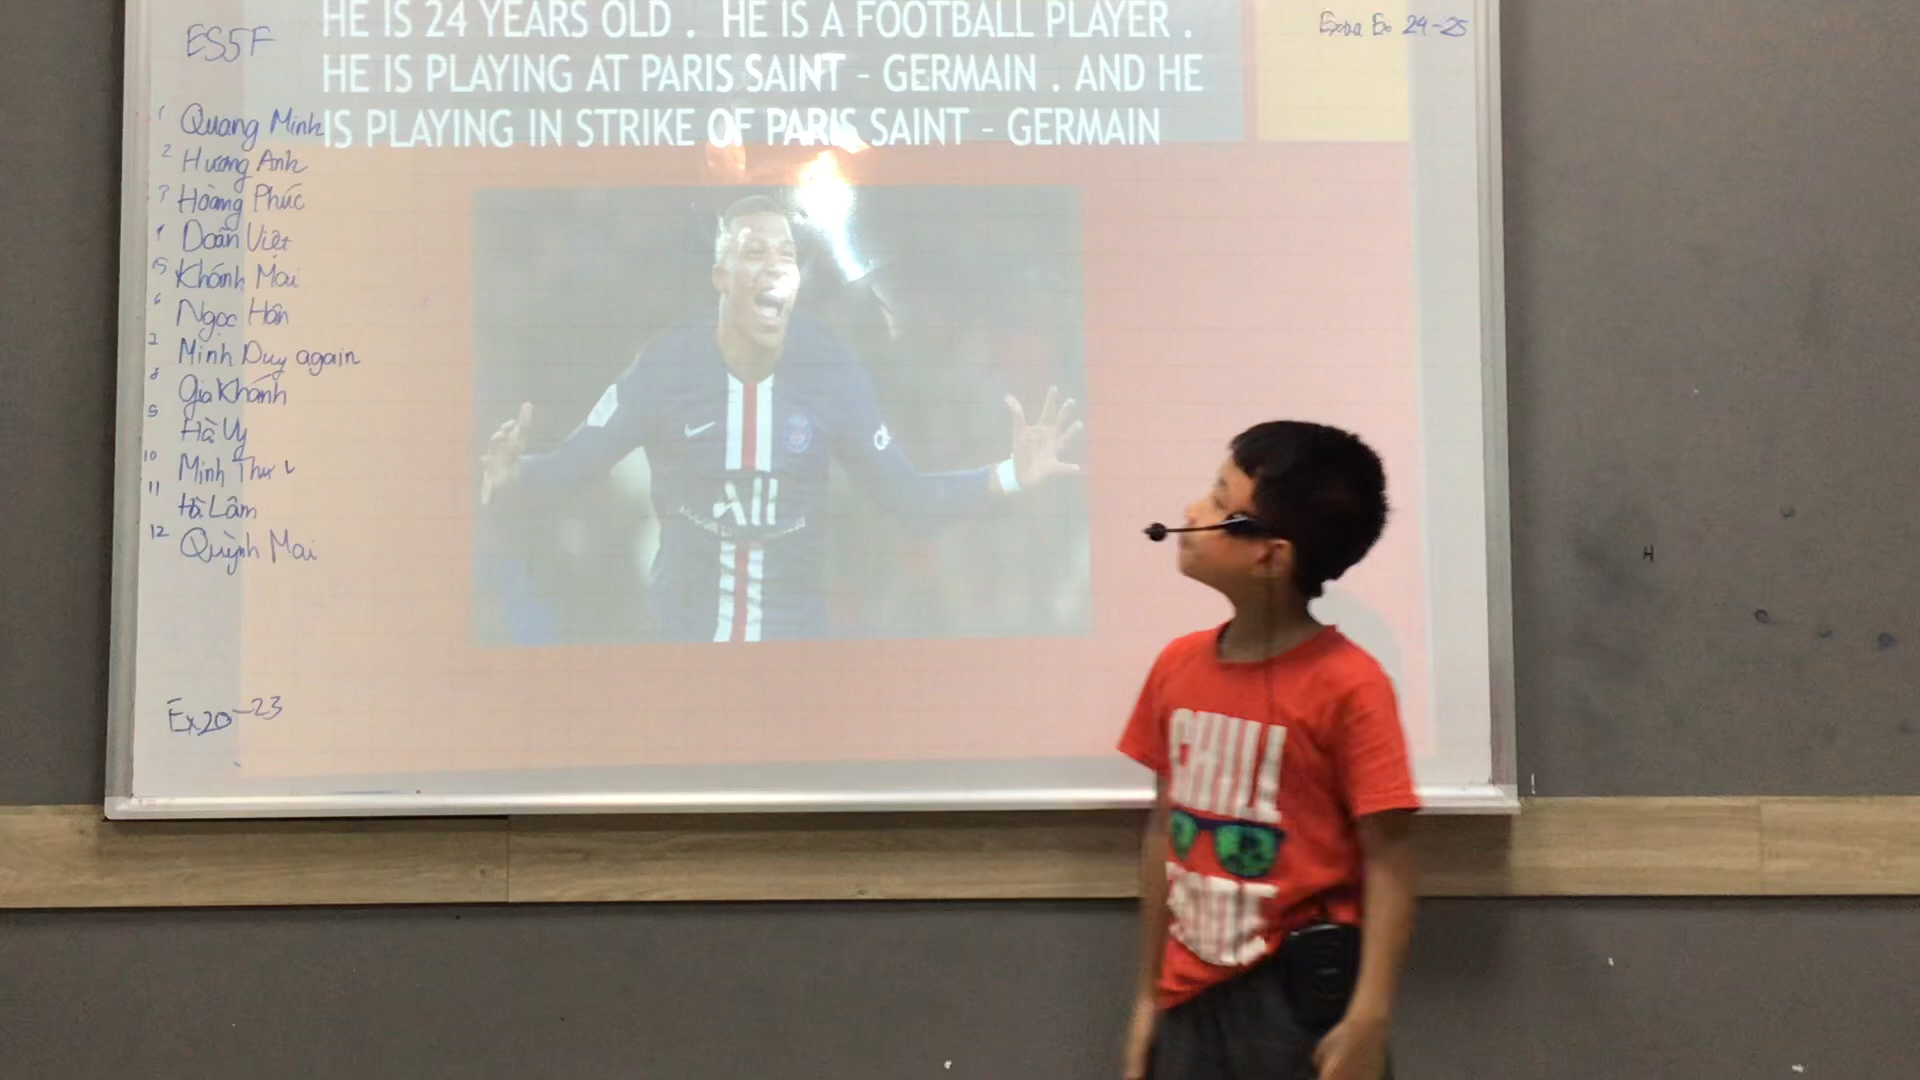 HE IS 24 YEARS OLD . HE IS A FOOTBALL PLAYER .
HE IS PLAYING AT PARIS SAINT - GERMAIN . AND HE
IS PLAYING IN STRIKE OF PARIS SAINT - GERMAIN
ES5F
1 Quang Minh
2 Hương Anh
3 Hoàng Phúc
4 Doãn Việt
5 Khánh Mai
6 Ngọc Hân
7 Minh Duy again
8 Gia Khánh
9 Hà Vy
10 Minh Thư
11 Hà Lâm
12 Quỳnh Mai
Ex20-23
24-25
CHILL